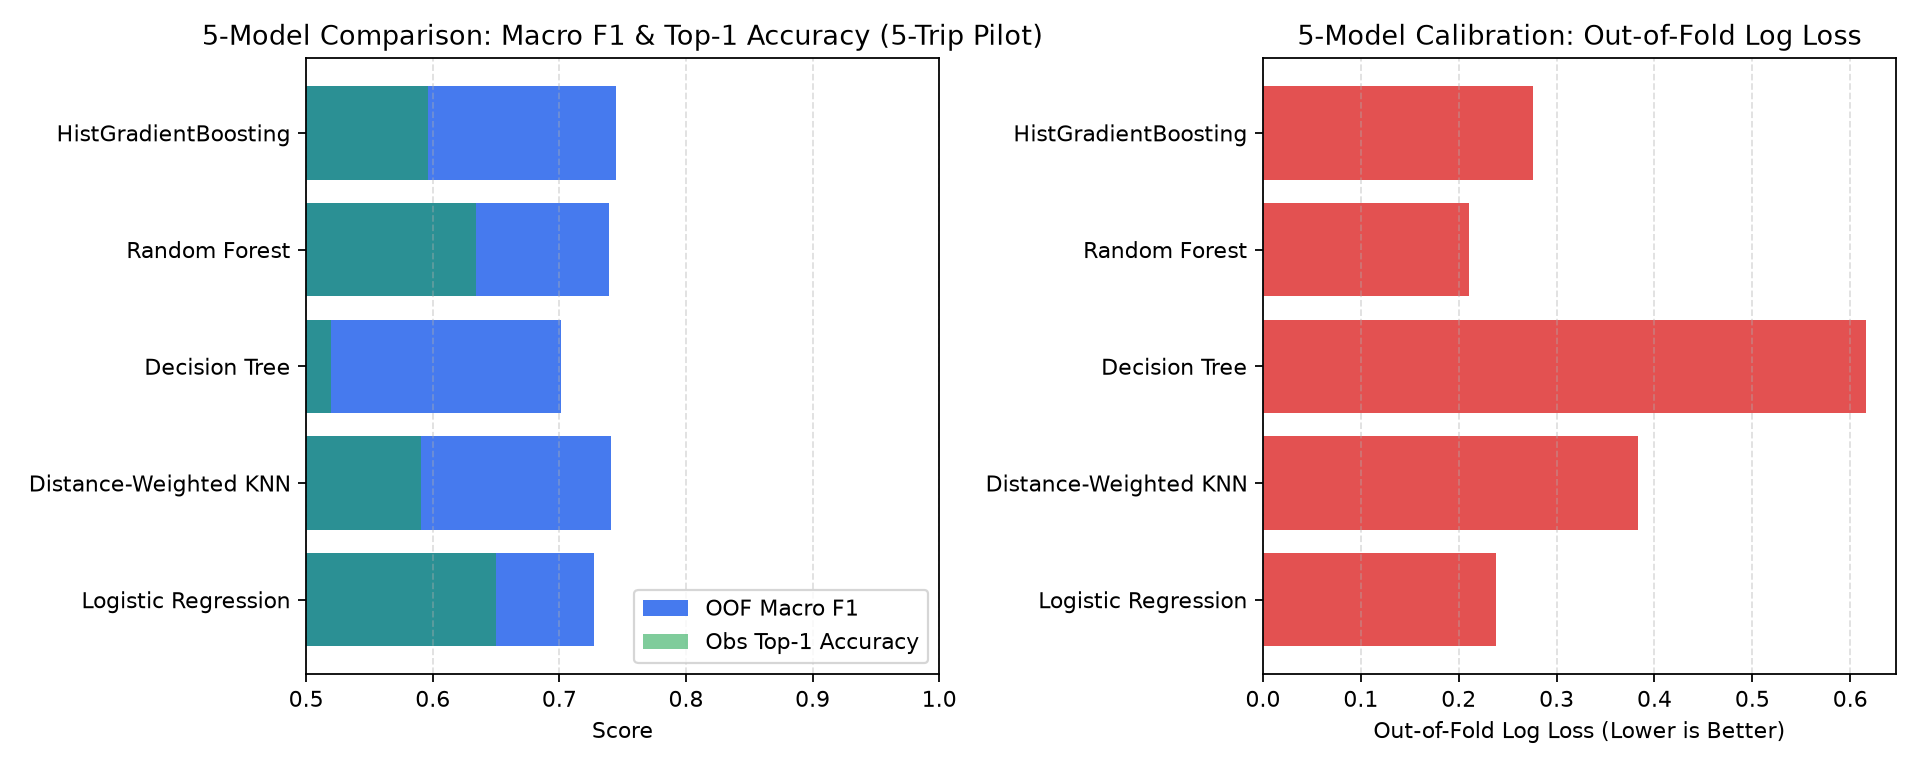 5-Model Comparison: Macro F1 & Top-1 Accuracy (5-Trip Pilot)
HistGradientBoosting
Random Forest
Decision Tree
Distance-Weighted KNN
Logistic Regression
OOF Macro F1
Obs Top-1 Accuracy
0.5 0.6 0.7 0.8 0.9 1.0
Score
5-Model Calibration: Out-of-Fold Log Loss
HistGradientBoosting
Random Forest
Decision Tree
Distance-Weighted KNN
Logistic Regression
0.0 0.1 0.2 0.3 0.4 0.5 0.6
Out-of-Fold Log Loss (Lower is Better)